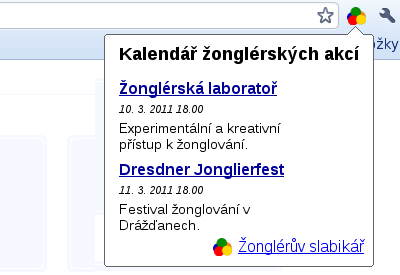 ožky
Kalendář žonglérských akcí
Žonglérská laboratoř
10. 3. 2011 18.00
Experimentální a kreativní
přístup k žonglování.
Dresdner Jonglierfest
11. 3. 2011 18.00
Festival žonglování v
Drážďanech.
Žonglérův slabikář